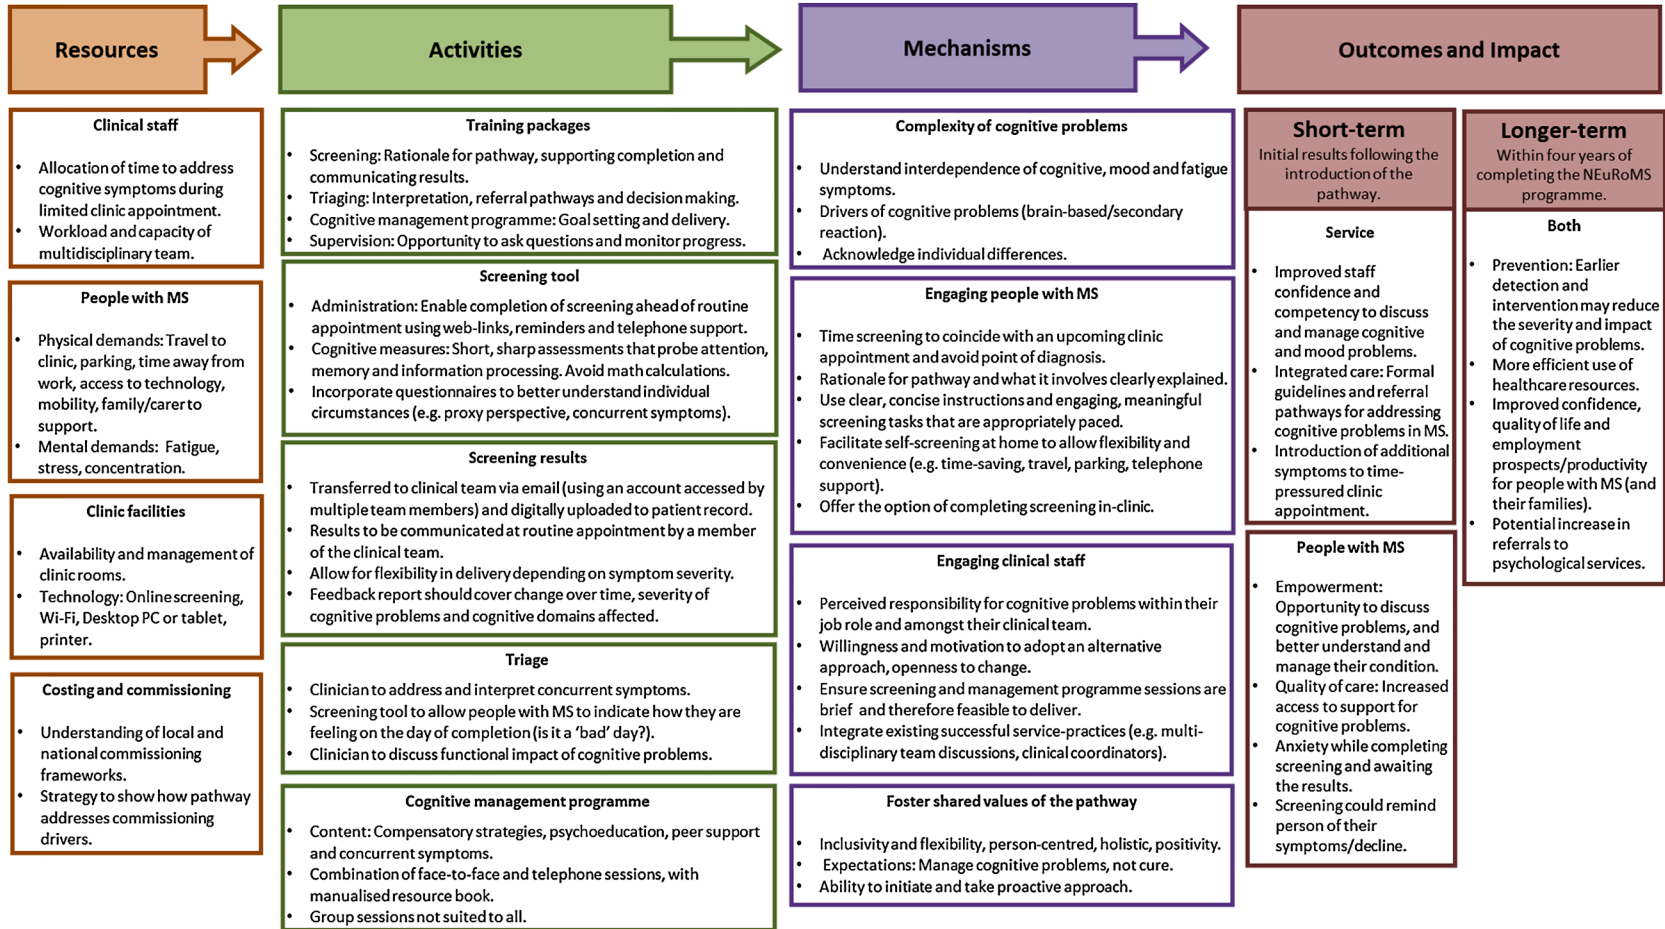 Resources
Activities
Mechanisms
Outcomes and Impact
Clinical staff
• Allocation of time to address
cognitive symptoms during
limited clinic appointment.
• Workload and capacity of
multidisciplinary team.
People with MS
• Physical demands: Travel to
clinic, parking, time away from
work, access to technology,
mobility, family/carer to
support.
• Mental demands: Fatigue,
stress, concentration.
Clinic facilities
• Availability and management of
clinic rooms.
• Technology: Online screening,
Wi-Fi, Desktop PC or tablet,
printer.
Costing and commissioning
• Understanding of local and
national commissioning
frameworks.
• Strategy to show how pathway
addresses commissioning
drivers.
Training packages
• Screening: Rationale for pathway, supporting completion and
communicating results.
• Triaging: Interpretation, referral pathways and decision making.
• Cognitive management programme: Goal setting and delivery.
• Supervision: Opportunity to ask questions and monitor progress.
Screening tool
• Administration: Enable completion of screening ahead of routine
appointment using web-links, reminders and telephone support.
• Cognitive measures: Short, sharp assessments that probe attention,
memory and information processing. Avoid math calculations.
• Incorporate questionnaires to better understand individual
circumstances (e.g. proxy perspective, concurrent symptoms).
Screening results
• Transferred to clinical team via email (using an account accessed by
multiple team members) and digitally uploaded to patient record.
• Results to be communicated at routine appointment by a member
of the clinical team.
• Allow for flexibility in delivery depending on symptom severity.
• Feedback report should cover change over time, severity of
cognitive problems and cognitive domains affected.
Triage
• Clinician to address and interpret concurrent symptoms.
• Screening tool to allow people with MS to indicate how they are
feeling on the day of completion (is it a ‘bad’ day?).
• Clinician to discuss functional impact of cognitive problems.
Cognitive management programme
• Content: Compensatory strategies, psychoeducation, peer support
and concurrent symptoms.
• Combination of face-to-face and telephone sessions, with
manualised resource book.
• Group sessions not suited to all.
Complexity of cognitive problems
• Understand interdependence of cognitive, mood and fatigue
symptoms.
• Drivers of cognitive problems (brain-based/secondary
reaction).
• Acknowledge individual differences.
Engaging people with MS
• Time screening to coincide with an upcoming clinic
appointment and avoid point of diagnosis.
• Rationale for pathway and what it involves clearly explained.
• Use clear, concise instructions and engaging, meaningful
screening tasks that are appropriately paced.
• Facilitate self-screening at home to allow flexibility and
convenience (e.g. time-saving, travel, parking, telephone
support).
• Offer the option of completing screening in-clinic.
Engaging clinical staff
• Perceived responsibility for cognitive problems within their
job role and amongst their clinical team.
• Willingness and motivation to adopt an alternative
approach, openness to change.
• Ensure screening and management programme sessions are
brief and therefore feasible to deliver.
• Integrate existing successful service-practices (e.g. multi-
disciplinary team discussions, clinical coordinators).
Foster shared values of the pathway
• Inclusivity and flexibility, person-centred, holistic, positivity.
• Expectations: Manage cognitive problems, not cure.
• Ability to initiate and take proactive approach.
Short-term
Initial results following the
introduction of the
pathway.
Service
• Improved staff
confidence and
competency to discuss
and manage cognitive
and mood problems.
• Integrated care: Formal
guidelines and referral
pathways for addressing
cognitive problems in MS.
• Introduction of additional
symptoms to time-
pressured clinic
appointment.
People with MS
• Empowerment:
Opportunity to discuss
cognitive problems, and
better understand and
manage their condition.
• Quality of care: Increased
access to support for
cognitive problems.
• Anxiety while completing
screening and awaiting
the results.
• Screening could remind
person of their
symptoms/decline.
Longer-term
Within four years of
completing the NEuRoMS
programme.
Both
• Prevention: Earlier
detection and
intervention may reduce
the severity and impact
of cognitive problems.
• More efficient use of
healthcare resources.
• Improved confidence,
quality of life and
employment
prospects/productivity
for people with MS (and
their families).
• Potential increase in
referrals to
psychological services.